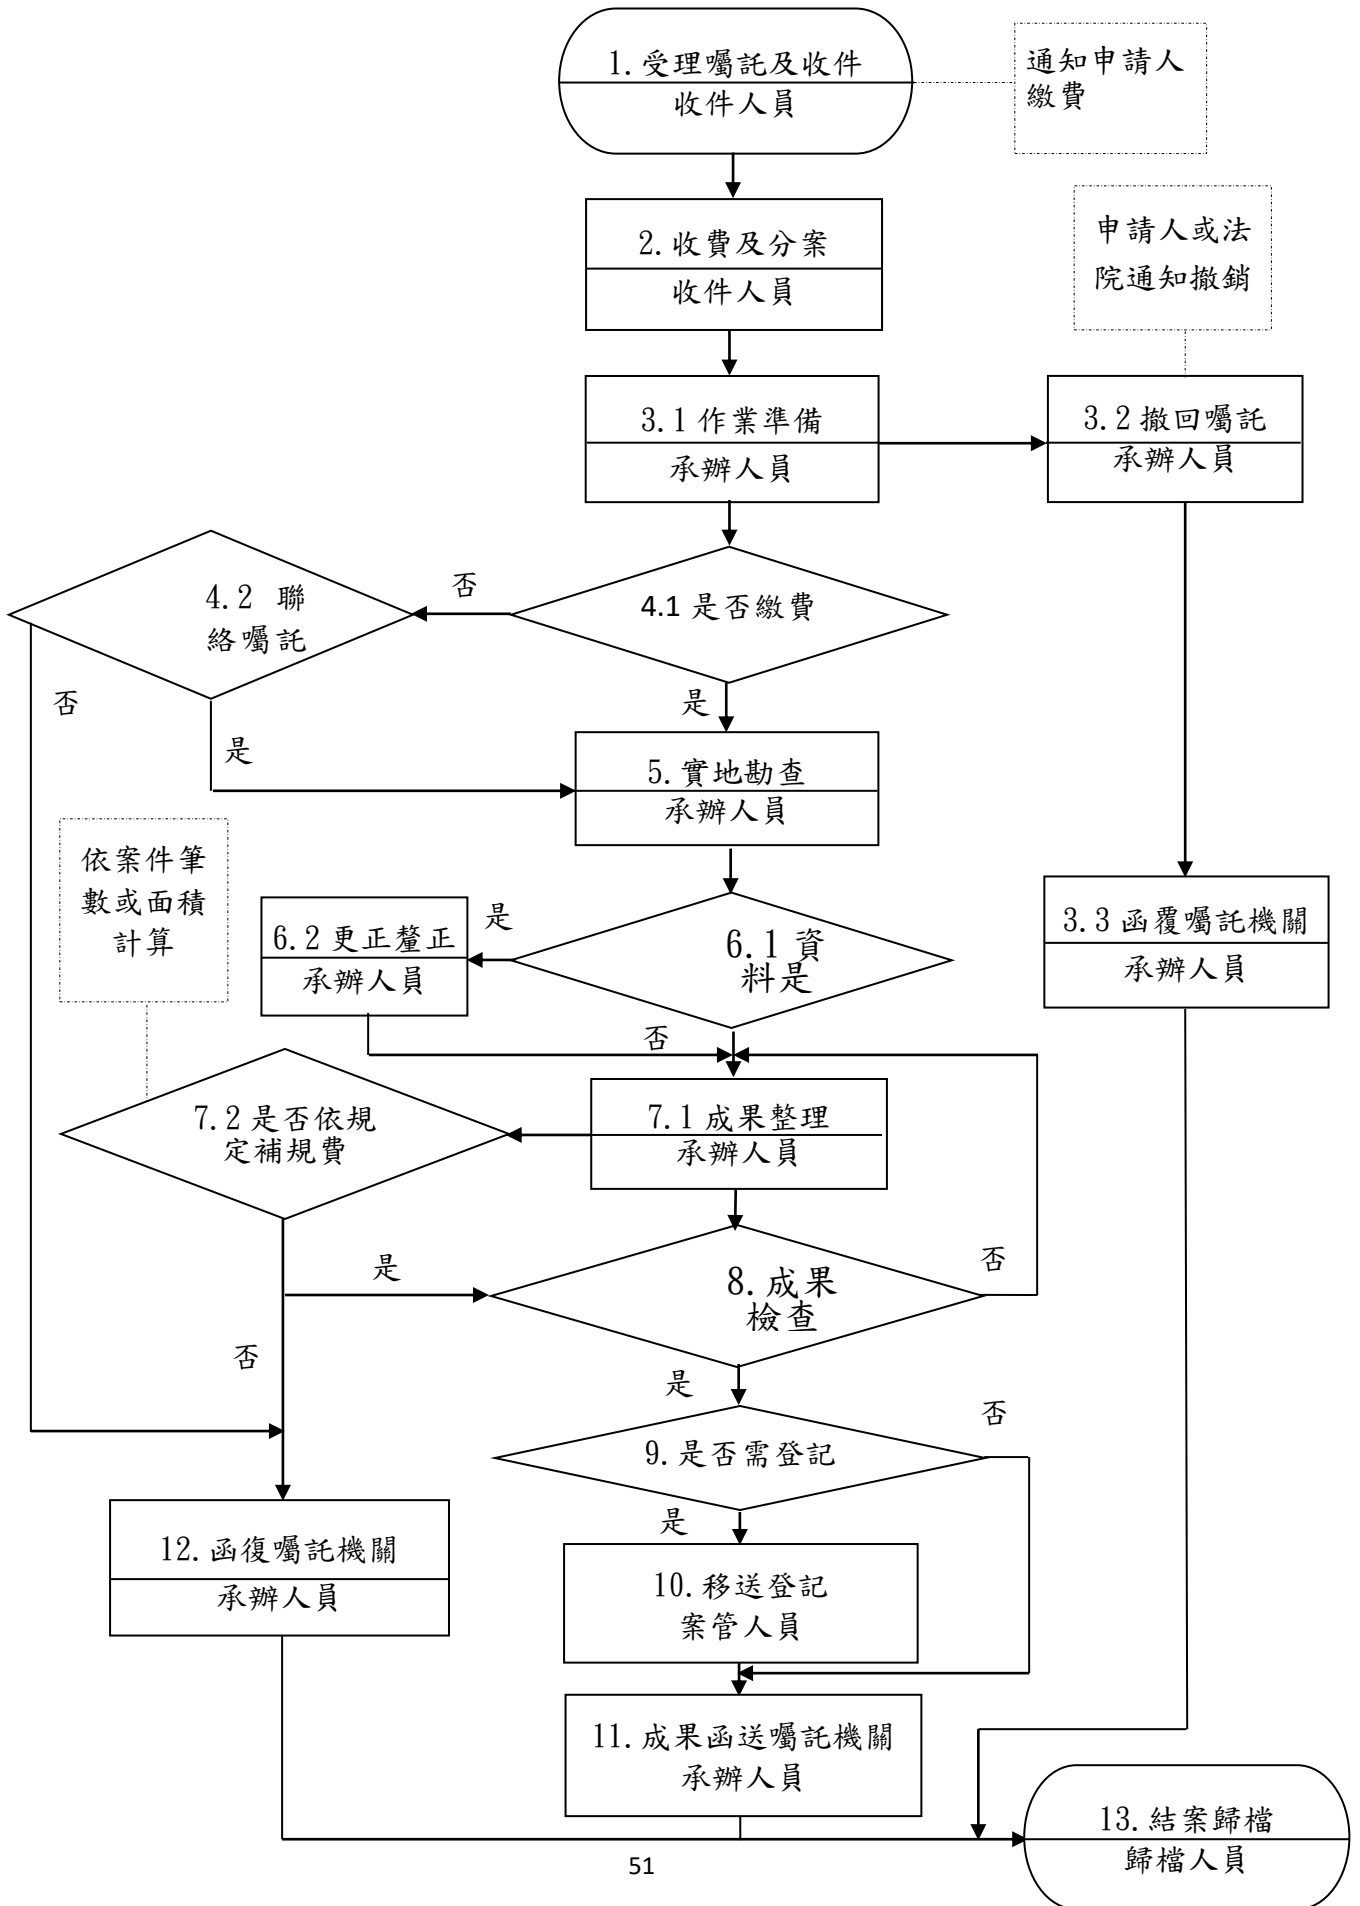 1.受理囑託及收件
收件人員
通知申請人
繳費
2.收費及分案
收件人員
申請人或法
院通知撤銷
3.1作業準備
承辦人員
3.2撤回囑託
承辦人員
4.2 聯
絡囑託
否
4.1是否繳費
否
是
是
5.實地勘查
承辦人員
依案件筆
數或面積
計算
6.2更正釐正
承辦人員
是
6.1資
料是
3.3函覆囑託機關
承辦人員
否
7.2是否依規
定補規費
7.1成果整理
承辦人員
是
8.成果
檢查
否
否
是
9.是否需登記
否
是
12.函復囑託機關
承辦人員
10.移送登記
案管人員
11.成果函送囑託機關
承辦人員
13.結案歸檔
歸檔人員
51